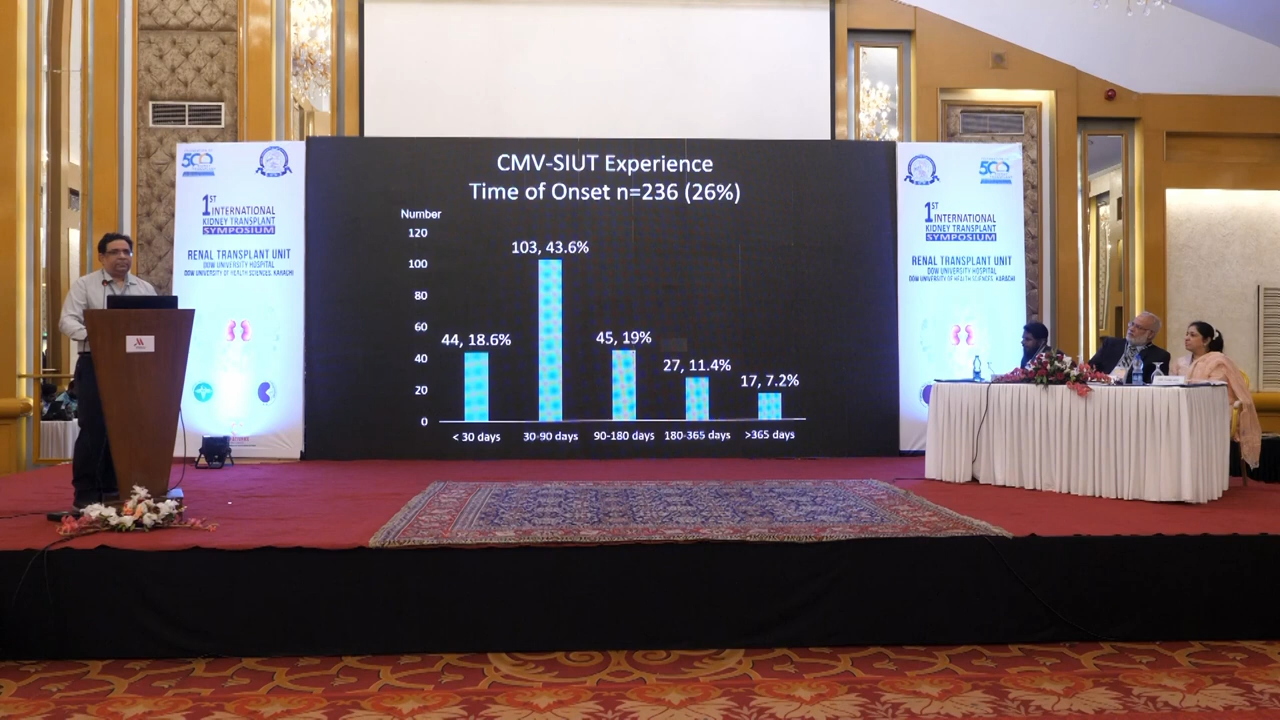 CMV-SIUT Experience
Time of Onset n=236 (26%)
Number
120
100
80
60
40
20
0
44, 18.6%
103, 43.6%
45, 19%
27, 11.4%
17, 7.2%
< 30 days
30-90 days
90-180 days
180-365 days
>365 days
500
1ST
INTERNATIONAL
KIDNEY TRANSPLANT
SYMPOSIUM
RENAL TRANSPLANT UNIT
DOW UNIVERSITY HOSPITAL
DOW UNIVERSITY OF HEALTH SCIENCES, KARACHI
500
1ST
INTERNATIONAL
KIDNEY TRANSPLANT
SYMPOSIUM
RENAL TRANSPLANT UNIT
DOW UNIVERSITY HOSPITAL
DOW UNIVERSITY OF HEALTH SCIENCES, KARACHI